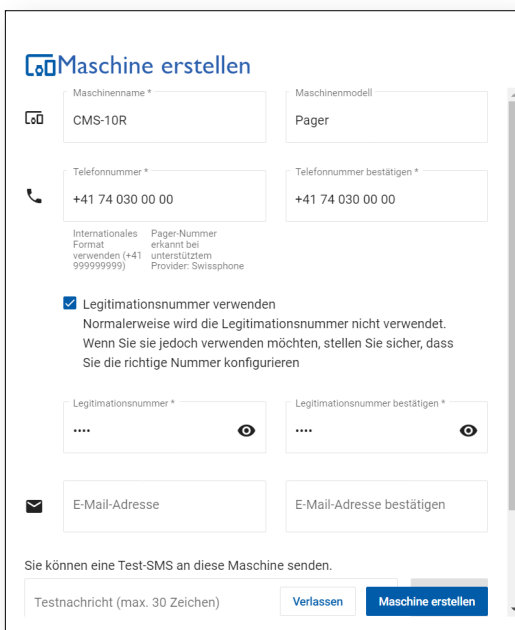 Maschine erstellen
Maschinenname *
Maschinenmodell
CMS-10R
Pager
Telefonnummer *
Telefonnummer bestätigen *
+41 74 030 00 00
+41 74 030 00 00
Internationales
Format
verwenden (+41
999999999)
Pager-Nummer
erkannt bei
unterstütztem
Provider: Swissphone
Legitimationsnummer verwenden
Normalerweise wird die Legitimationsnummer nicht verwendet.
Wenn Sie sie jedoch verwenden möchten, stellen Sie sicher, dass
Sie die richtige Nummer konfigurieren
Legitimationsnummer *
Legitimationsnummer bestätigen *
••••
••••
E-Mail-Adresse
E-Mail-Adresse bestätigen
Sie können eine Test-SMS an diese Maschine senden.
Testnachricht (max. 30 Zeichen)
Verlassen
Maschine erstellen